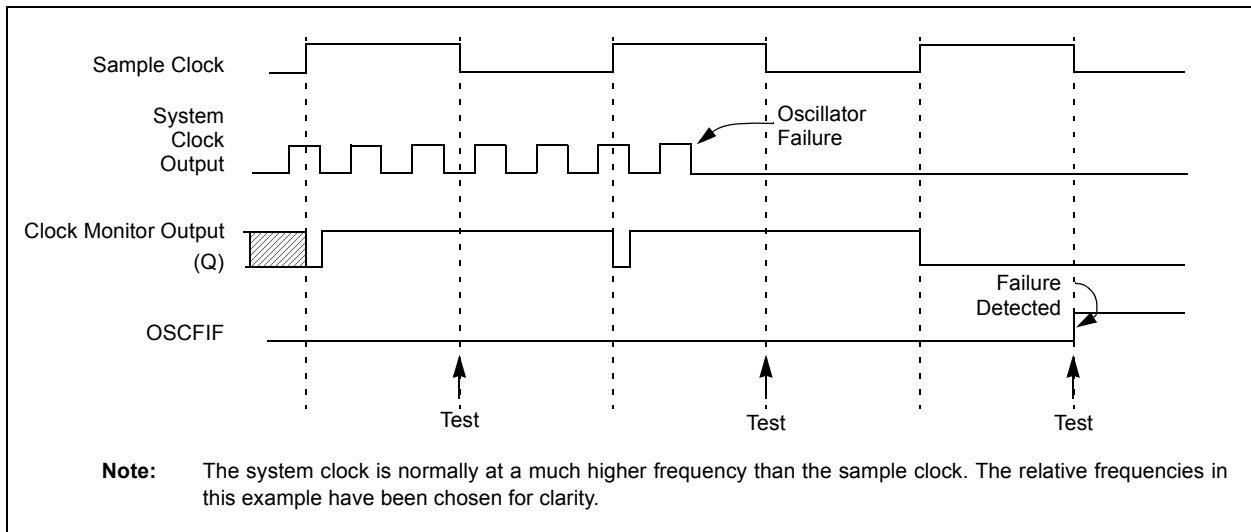 Sample Clock
System
Clock
Output
Oscillator
Failure
Clock Monitor Output
(Q)
Failure
Detected
OSCFIF
Test
Test
Test
Note: The system clock is normally at a much higher frequency than the sample clock. The relative frequencies in
this example have been chosen for clarity.